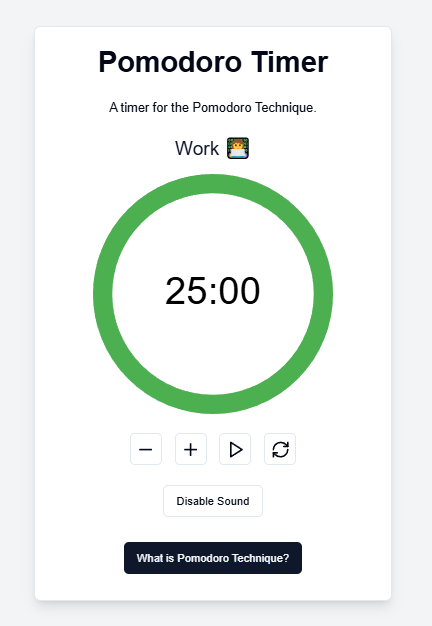 Pomodoro Timer
A timer for the Pomodoro Technique.
Work 👨‍💻
25:00
Disable Sound
What is Pomodoro Technique?